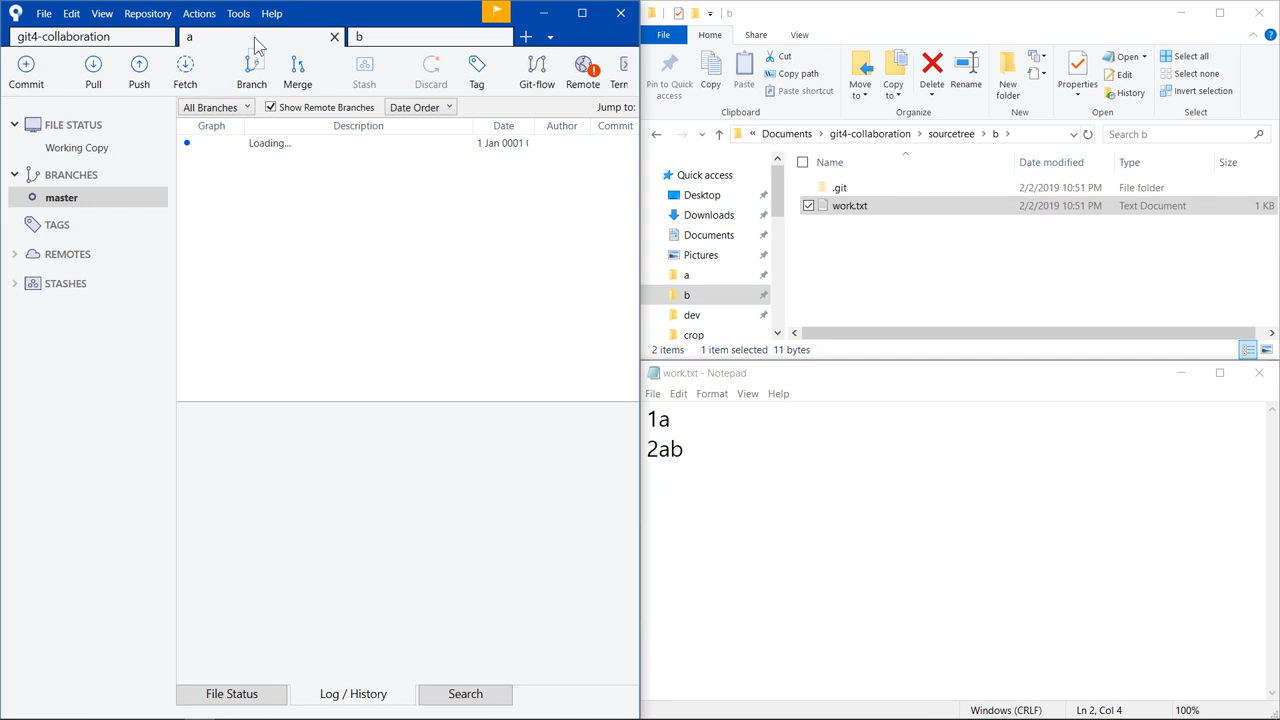 File Edit View Repository Actions Tools Help
git4-collaboration a b
Pull Push Fetch Branch Merge Stash Discard Tag Git-flow Remote
All Branches Show Remote Branches Date Order Jump to:
Graph Description Date Author Commit
Loading... 1 Jan 0001
FILE STATUS
Working Copy
BRANCHES
master
TAGS
REMOTES
STASHES
File Status Log / History Search
b
File Home Share View
Pin to Quick access
Copy
Paste
Cut
Copy path
Paste shortcut
Clipboard
Move to
Copy to
Delete
Rename
Organize
New folder
New
Properties
Open
Edit
History
Open
Select all
Select none
Invert selection
Select
« Documents git4-collaboration sourcetree b
Search b
Quick access
Desktop
Downloads
Documents
Pictures
a
b
dev
crop
Name Date modified Type Size
.git 2/2/2019 10:51 PM File folder
work.txt 2/2/2019 10:51 PM Text Document 1 KB
2 items 1 item selected 11 bytes
work.txt - Notepad
File Edit Format View Help
1a
2ab
Windows (CRLF) Ln 2, Col 4 100%